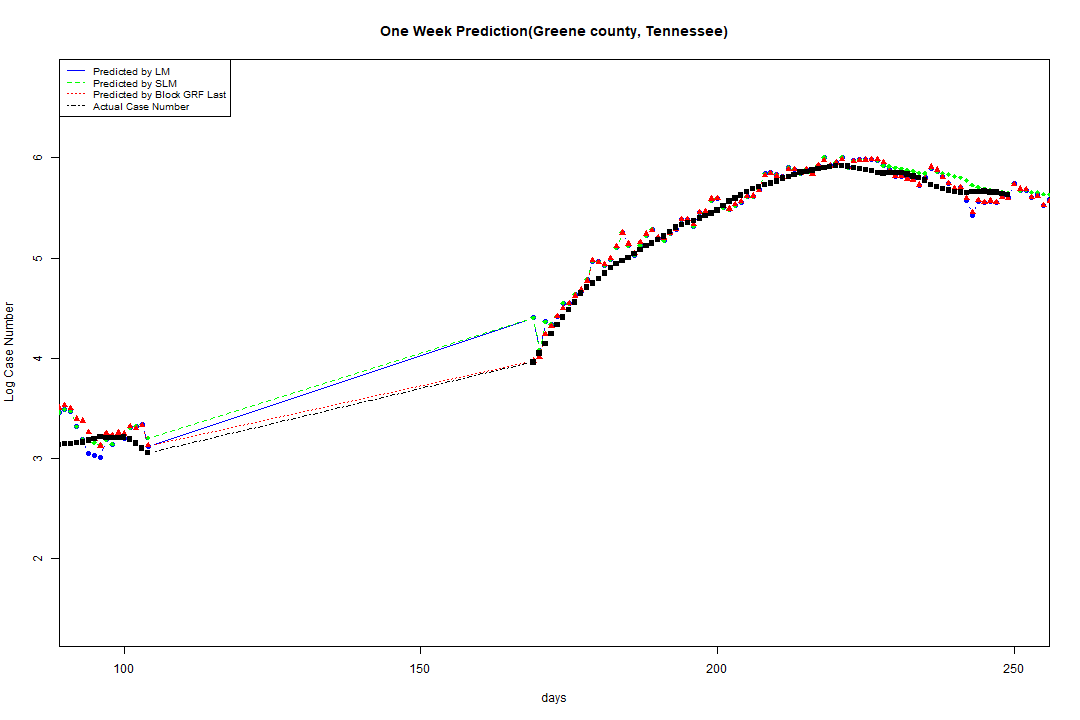 One Week Prediction(Greene county, Tennessee)
Predicted by LM
Predicted by SLM
Predicted by Block GRF Last
Actual Case Number
6
5
4
3
2
Log Case Number
100 150 200 250
days